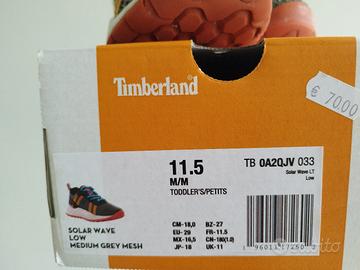 Timberland
€ 70.00
11.5
M/M
TODDLER'S/PETITS
TB 0A2QJV 033
Solar Wave LT
Low
SOLAR WAVE
LOW
MEDIUM GREY MESH
CM-18,0 BZ-27
EU-29 FR-11.5
MX-16,5 CN-180(1.0)
JP-18 UK-11